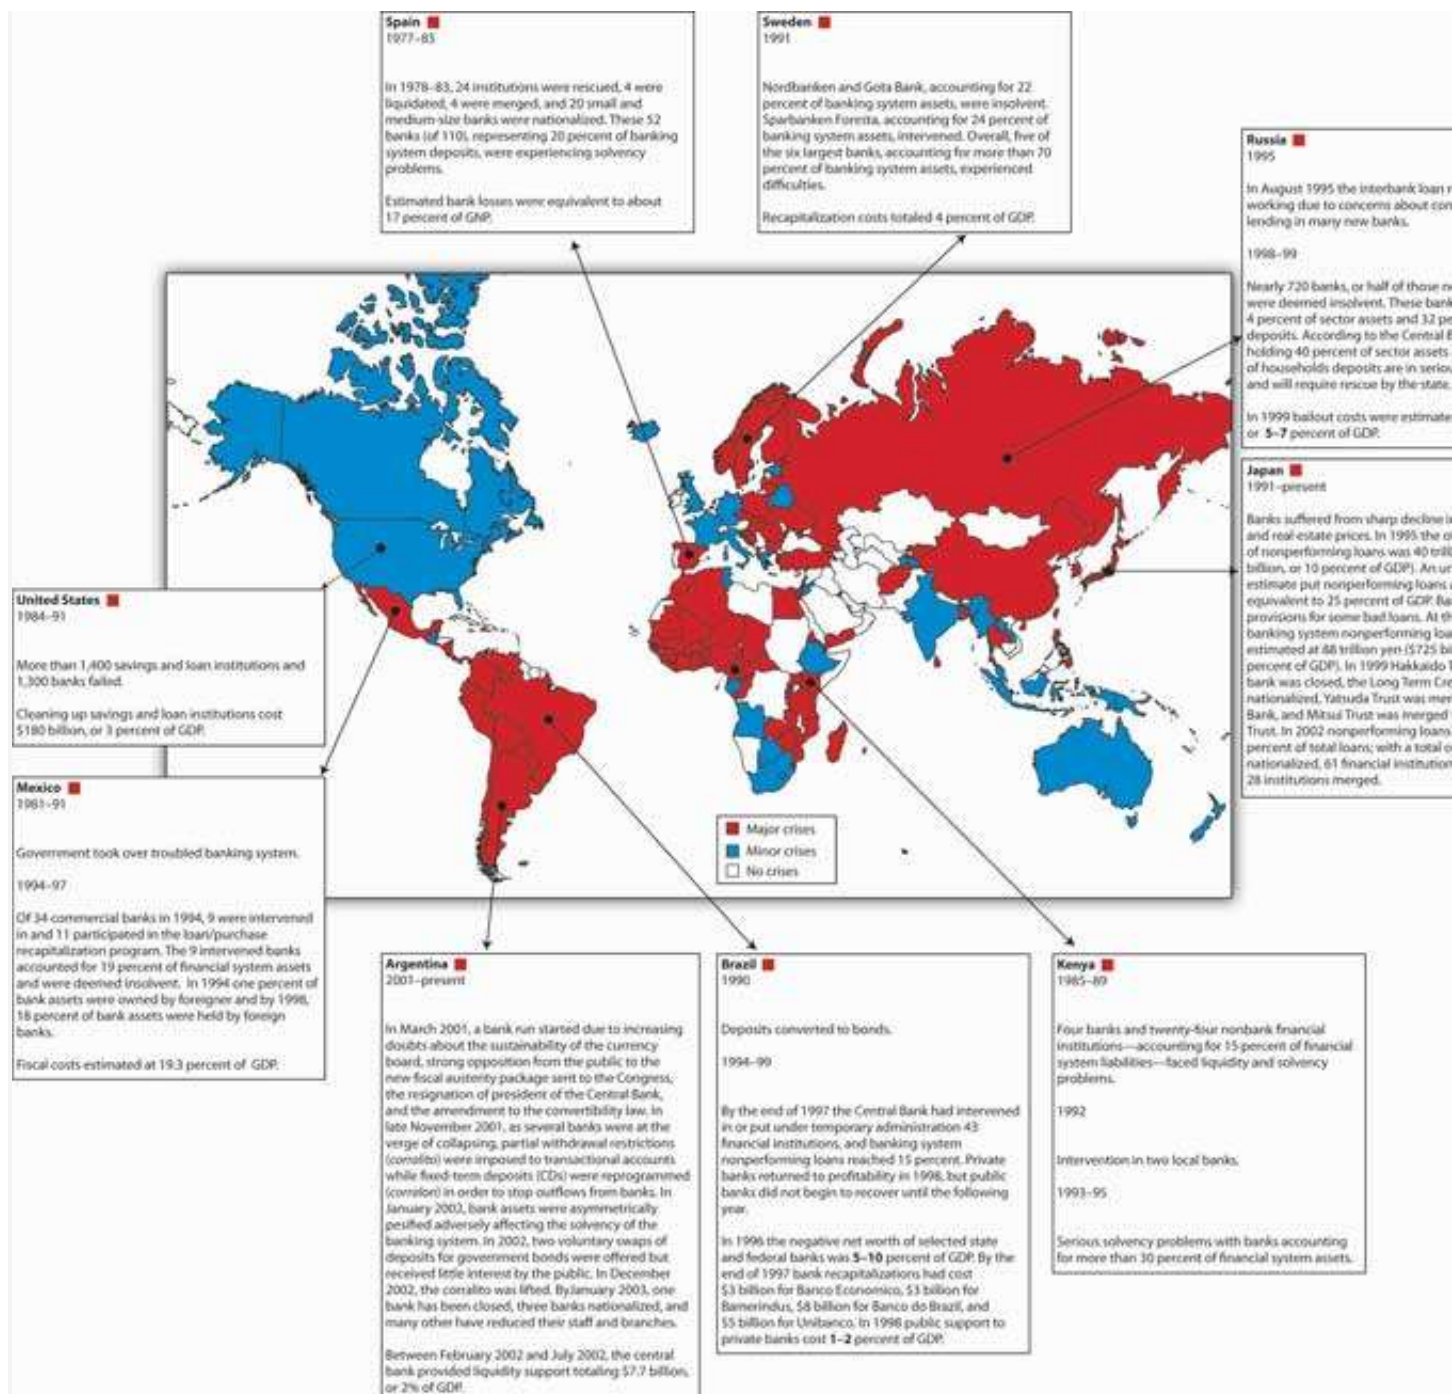 Spain
1977–85
In 1978–83, 24 institutions were rescued, 4 were
liquidated, 4 were merged, and 20 small and
medium-size banks were nationalized. These 52
banks (of 110), representing 20 percent of banking
system deposits, were experiencing solvency
problems.
Estimated bank losses were equivalent to about
17 percent of GNP.
Sweden
1991
Nordbanken and Gota Bank, accounting for 22
percent of banking system assets, were insolvent.
Sparbanken Foresta, accounting for 24 percent of
banking system assets, intervened. Overall, five of
the six largest banks, accounting for more than 70
percent of banking system assets, experienced
difficulties.
Recapitalization costs totaled 4 percent of GDP.
Russia
1995
In August 1995 the interbank loan
working due to concerns about con
lending in many new banks.
1998–99
Nearly 720 banks, or half of those
were deemed insolvent. These bank
4 percent of sector assets and 32 pe
deposits. According to the Central
holding 40 percent of sector assets
of households deposits are in seriou
and will require rescue by the state.
In 1999 bailout costs were estimate
or 5–7 percent of GDP.
Japan
1991–present
Banks suffered from sharp decline
and real estate prices. In 1995 the
of nonperforming loans was 40 trill
billion, or 10 percent of GDP). An
estimate put nonperforming loans
equivalent to 25 percent of GDP.
provisions for some bad loans. At th
banking system nonperforming loa
estimated at 88 trillion yen ($725 bi
percent of GDP). In 1999 Hakkaido
bank was closed, the Long Term Cre
nationalized, Yatsuda Trust was mer
Bank, and Mitsui Trust was merged
Trust. In 2002 nonperforming loans
percent of total loans; with a total
nationalized, 61 financial institution
28 institutions merged.
United States
1984–91
More than 1,400 savings and loan institutions and
1,300 banks failed.
Cleaning up savings and loan institutions cost
$180 billion, or 3 percent of GDP.
Mexico
1981–91
Government took over troubled banking system.
1994–97
Of 34 commercial banks in 1994, 9 were intervened
in and 11 participated in the loan/purchase
recapitalization program. The 9 intervened banks
accounted for 19 percent of financial system assets
and were deemed insolvent. In 1994 one percent of
bank assets were owned by foreigner and by 1998,
18 percent of bank assets were held by foreign
banks.
Fiscal costs estimated at 19.3 percent of GDP.
Major crises
Minor crises
No crises
Argentina
2001–present
In March 2001, a bank run started due to increasing
doubts about the sustainability of the currency
board, strong opposition from the public to the
new fiscal austerity package sent to the Congress,
the resignation of president of the Central Bank,
and the amendment to the convertibility law. In
late November 2001, as several banks were at the
verge of collapsing, partial withdrawal restrictions
(corralito) were imposed to transactional accounts
while fixed-term deposits (CDs) were reprogrammed
(corralon) in order to stop outflows from banks. In
January 2002, bank assets were asymmetrically
pesified adversely affecting the solvency of the
banking system. In 2002, two voluntary swaps of
deposits for government bonds were offered but
received little interest by the public. In December
2002, the corralito was lifted. By January 2003, one
bank has been closed, three banks nationalized, and
many other have reduced their staff and branches.
Between February 2002 and July 2002, the central
bank provided liquidity support totaling $7.7 billion,
or 2% of GDP.
Brazil
1990
Deposits converted to bonds.
1994–99
By the end of 1997 the Central Bank had intervened
in or put under temporary administration 43
financial institutions, and banking system
nonperforming loans reached 15 percent. Private
banks returned to profitability in 1998, but public
banks did not begin to recover until the following
year.
In 1996 the negative net worth of selected state
and federal banks was 5–10 percent of GDP. By the
end of 1997 bank recapitalizations had cost
$3 billion for Banco Economico, $3 billion for
Bamerindus, $8 billion for Banco do Brazil, and
$5 billion for Unibanco. In 1998 public support to
private banks cost 1–2 percent of GDP.
Kenya
1985–89
Four banks and twenty-four nonbank financial
institutions—accounting for 15 percent of financial
system liabilities—faced liquidity and solvency
problems.
1992
Intervention in two local banks.
1993–95
Serious solvency problems with banks accounting
for more than 30 percent of financial system assets.